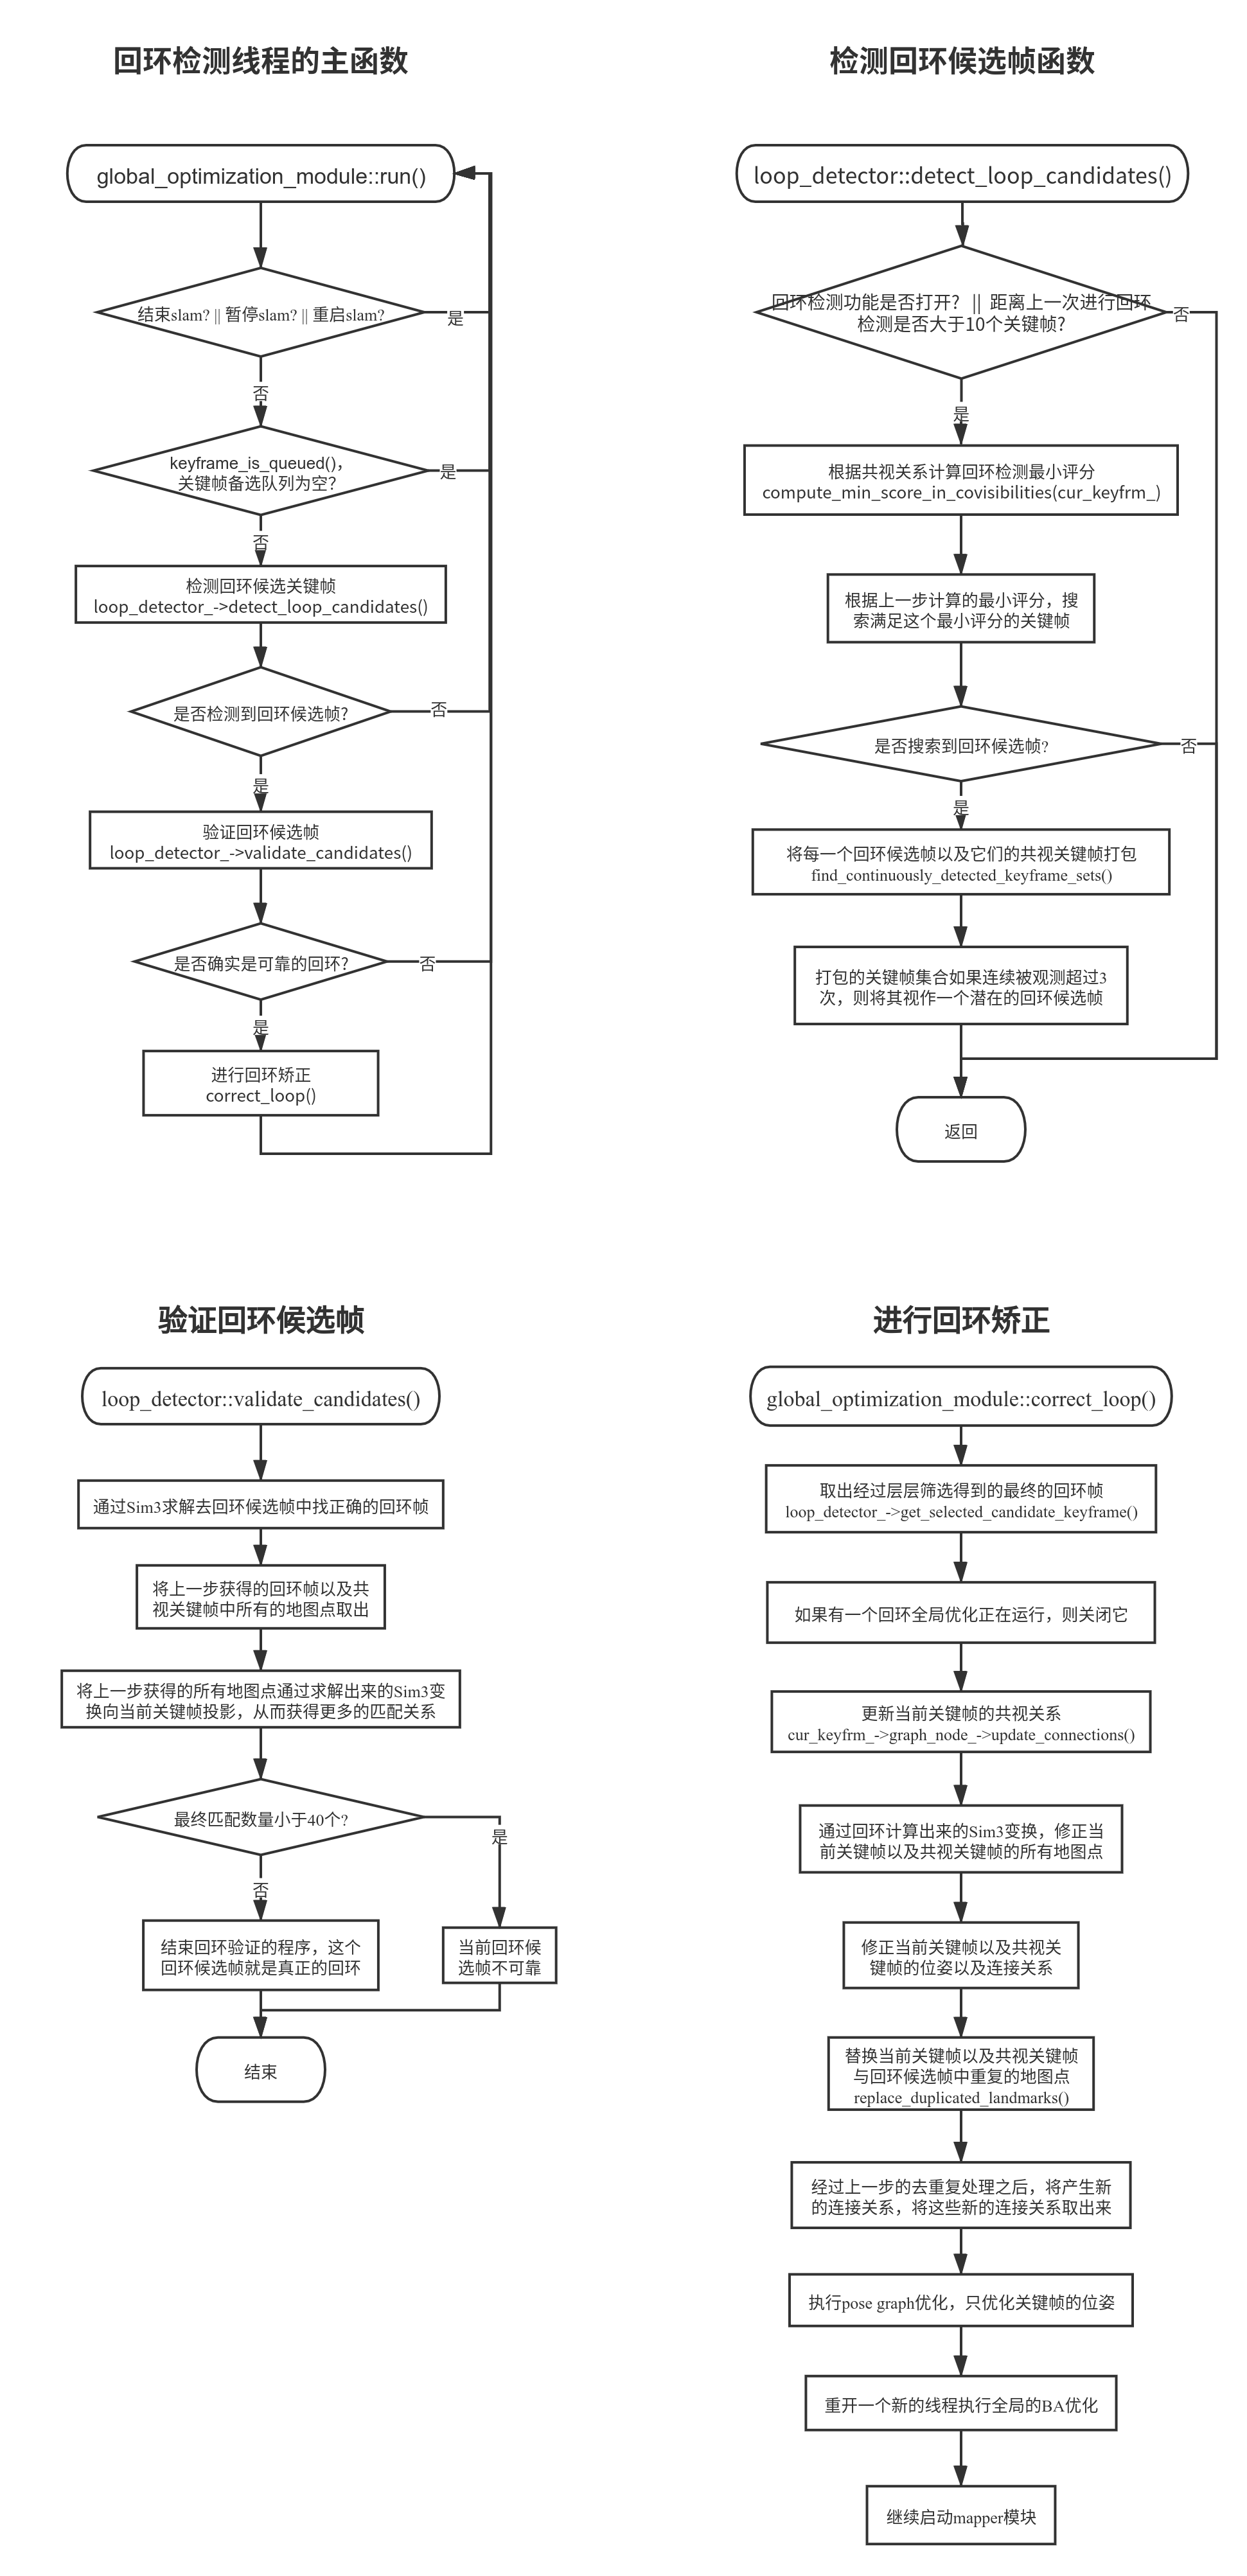 回环检测线程的主函数
global_optimization_module::run()
结束slam? || 暂停slam? || 重启slam?
是
否
keyframe_is_queued(),
关键帧备选队列为空?
是
否
检测回环候选关键帧
loop_detector_->detect_loop_candidates()
是否检测到回环候选帧?
否
是
验证回环候选帧
loop_detector_->validate_candidates()
是否确实是可靠的回环?
否
是
进行回环矫正
correct_loop()
检测回环候选帧函数
loop_detector::detect_loop_candidates()
回环检测功能是否打开? || 距离上一次进行回环
检测是否大于10个关键帧?
否
是
根据共视关系计算回环检测最小评分
compute_min_score_in_covisibilities(cur_keyfrm_)
根据上一步计算的最小评分，搜
索满足这个最小评分的关键帧
是否搜索到回环候选帧?
否
是
将每一个回环候选帧以及它们的共视关键帧打包
find_continuously_detected_keyframe_sets()
打包的关键帧集合如果连续被观测超过3
次，则将其视作一个潜在的回环候选帧
返回
验证回环候选帧
loop_detector::validate_candidates()
通过Sim3求解去回环候选帧中找正确的回环帧
将上一步获得的回环帧以及共
视关键帧中所有的地图点取出
将上一步获得的所有地图点通过求解出来的Sim3变
换向当前关键帧投影，从而获得更多的匹配关系
最终匹配数量小于40个?
是
否
结束回环验证的程序，这个
回环候选帧就是真正的回环
当前回环候
选帧不可靠
结束
进行回环矫正
global_optimization_module::correct_loop()
取出经过层层筛选得到的最终的回环帧
loop_detector_->get_selected_candidate_keyframe()
如果有一个回环全局优化正在运行，则关闭它
更新当前关键帧的共视关系
cur_keyfrm_->graph_node_->update_connections()
通过回环计算出来的Sim3变换，修正当
前关键帧以及共视关键帧的所有地图点
修正当前关键帧以及共视关
键帧的位姿以及连接关系
替换当前关键帧以及共视关键帧
与回环候选帧中重复的地图点
replace_duplicated_landmarks()
经过上一步的去重复处理之后，将产生新
的连接关系，将这些新的连接关系取出来
执行pose graph优化，只优化关键帧的位姿
重开一个新的线程执行全局的BA优化
继续启动mapper模块